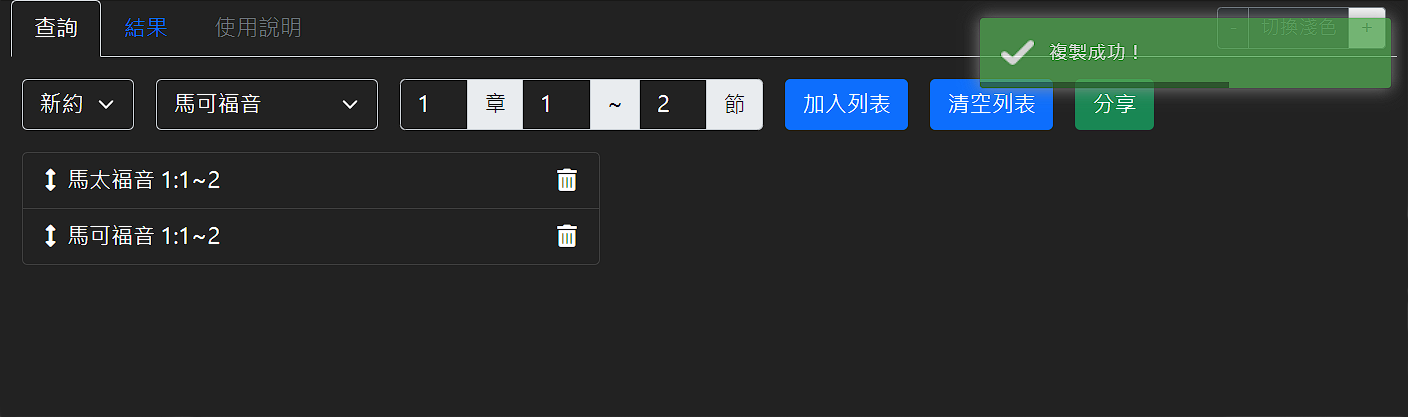 查詢 結果 使用說明 - 切換淺色 +
複製成功！
新約 馬可福音 1 章 1 ~ 2 節 加入列表 清空列表 分享
馬太福音 1:1~2
馬可福音 1:1~2